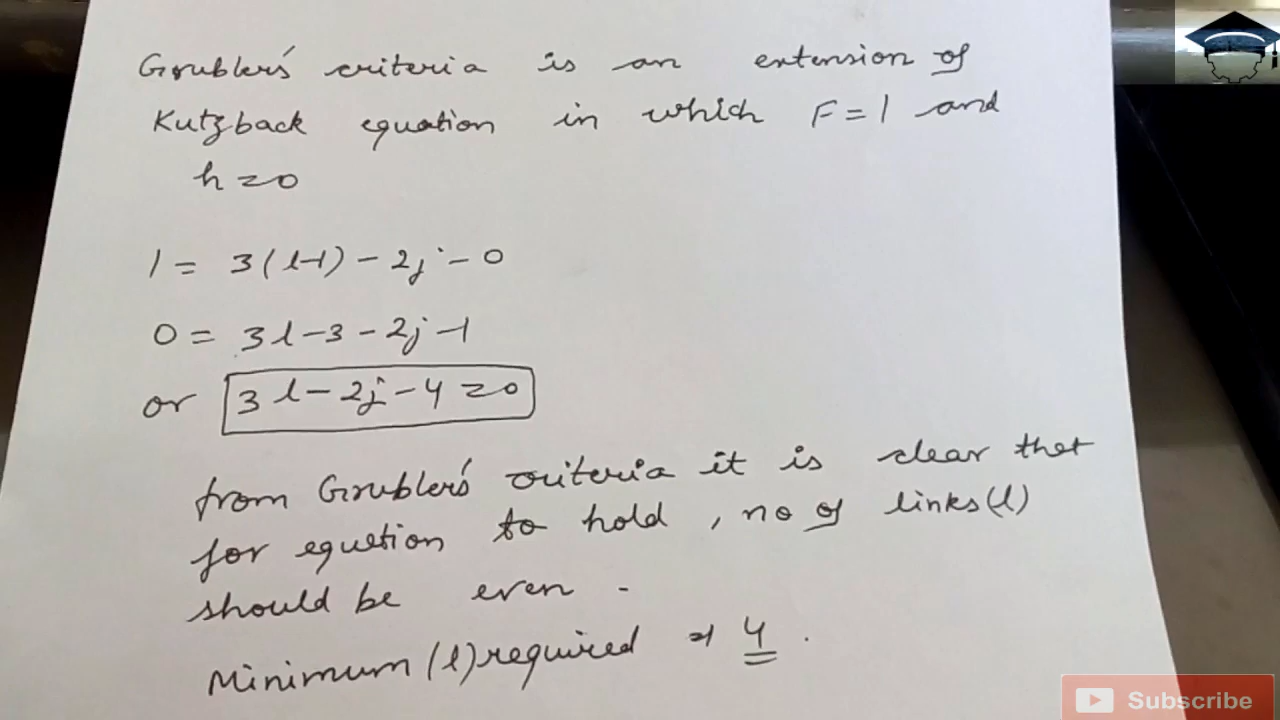 Grubler's criteria is an extension of
Kutzback equation in which F=1 and
h=0
1 = 3(l-1) - 2j - 0
0 = 3l - 3 - 2j - 1
or 3l - 2j - 4 = 0
from Grubler's criteria it is clear that
for equation to hold, no of links(l)
should be even.
Minimum (l) required = 4.
Subscribe